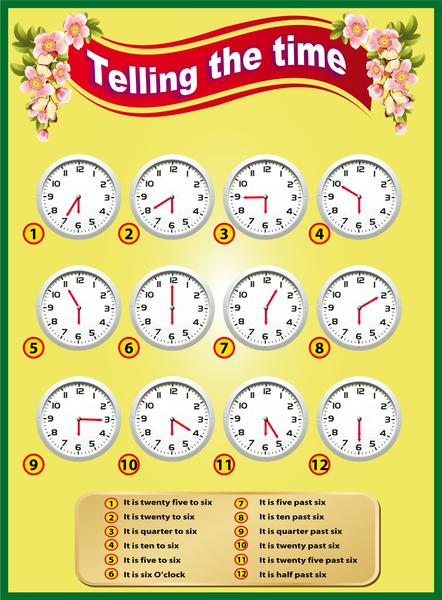 Telling the time
1 2 3 4
5 6 7 8
9 10 11 12
1 It is twenty five to six
2 It is twenty to six
3 It is quarter to six
4 It is ten to six
5 It is five to six
6 It is six O'clock
7 It is five past six
8 It is ten past six
9 It is quarter past six
10 It is twenty past six
11 It is twenty five past six
12 It is half past six